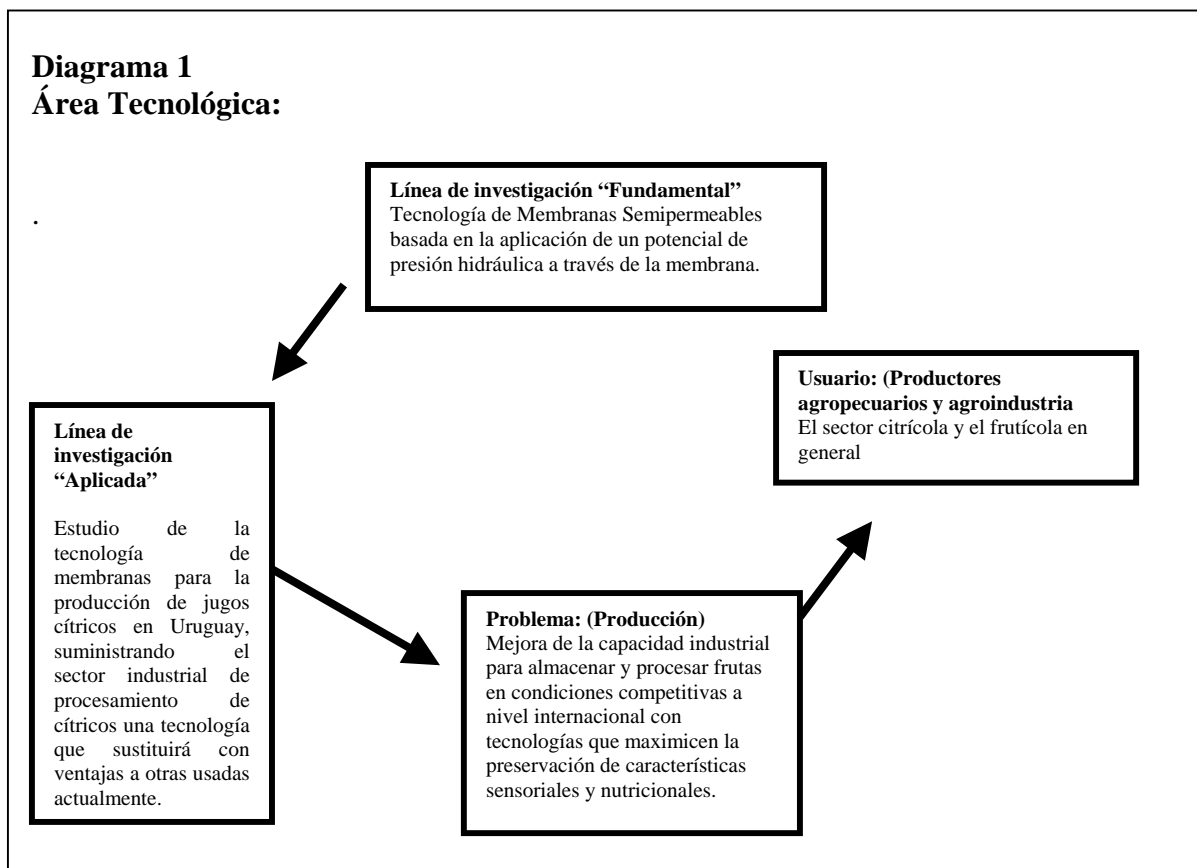 Diagrama 1
Área Tecnológica:
Línea de investigación “Fundamental”
Tecnología de Membranas Semipermeables
basada en la aplicación de un potencial de
presión hidráulica a través de la membrana.
.
Usuario: (Productores
agropecuarios y agroindustria
El sector citrícola y el frutícola en
general
Línea de
investigación
“Aplicada”
Estudio de la
tecnología de
membranas para la
producción de jugos
cítricos en Uruguay,
suministrando el
sector industrial de
procesamiento de
cítricos una tecnología
que sustituirá con
ventajas a otras usadas
actualmente.
Problema: (Producción)
Mejora de la capacidad industrial
para almacenar y procesar frutas
en condiciones competitivas a
nivel internacional con
tecnologías que maximicen la
preservación de características
sensoriales y nutricionales.